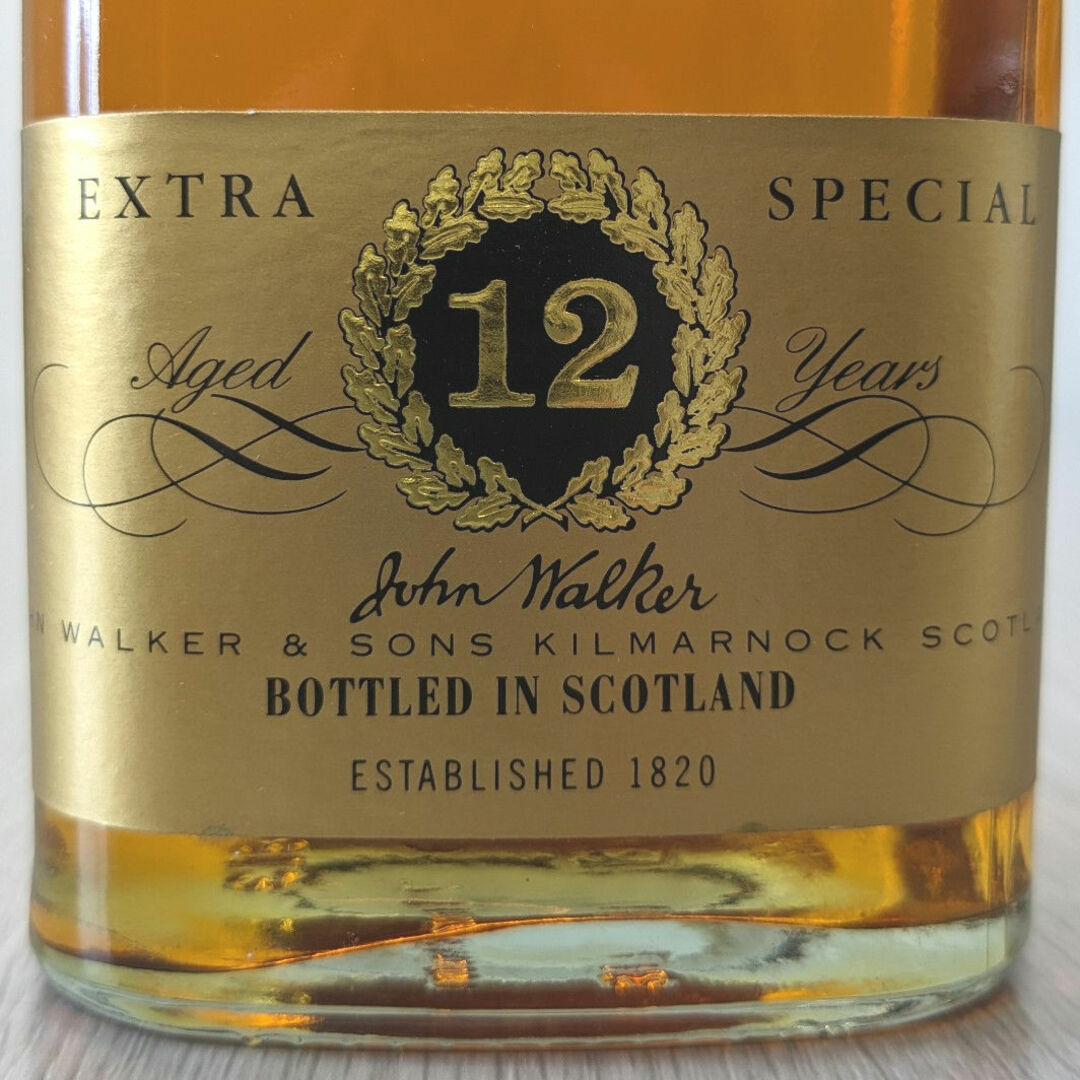 EXTRA SPECIAL
Aged 12 Years
John Walker
WALKER & SONS KILMARNOCK
BOTTLED IN SCOTLAND
ESTABLISHED 1820